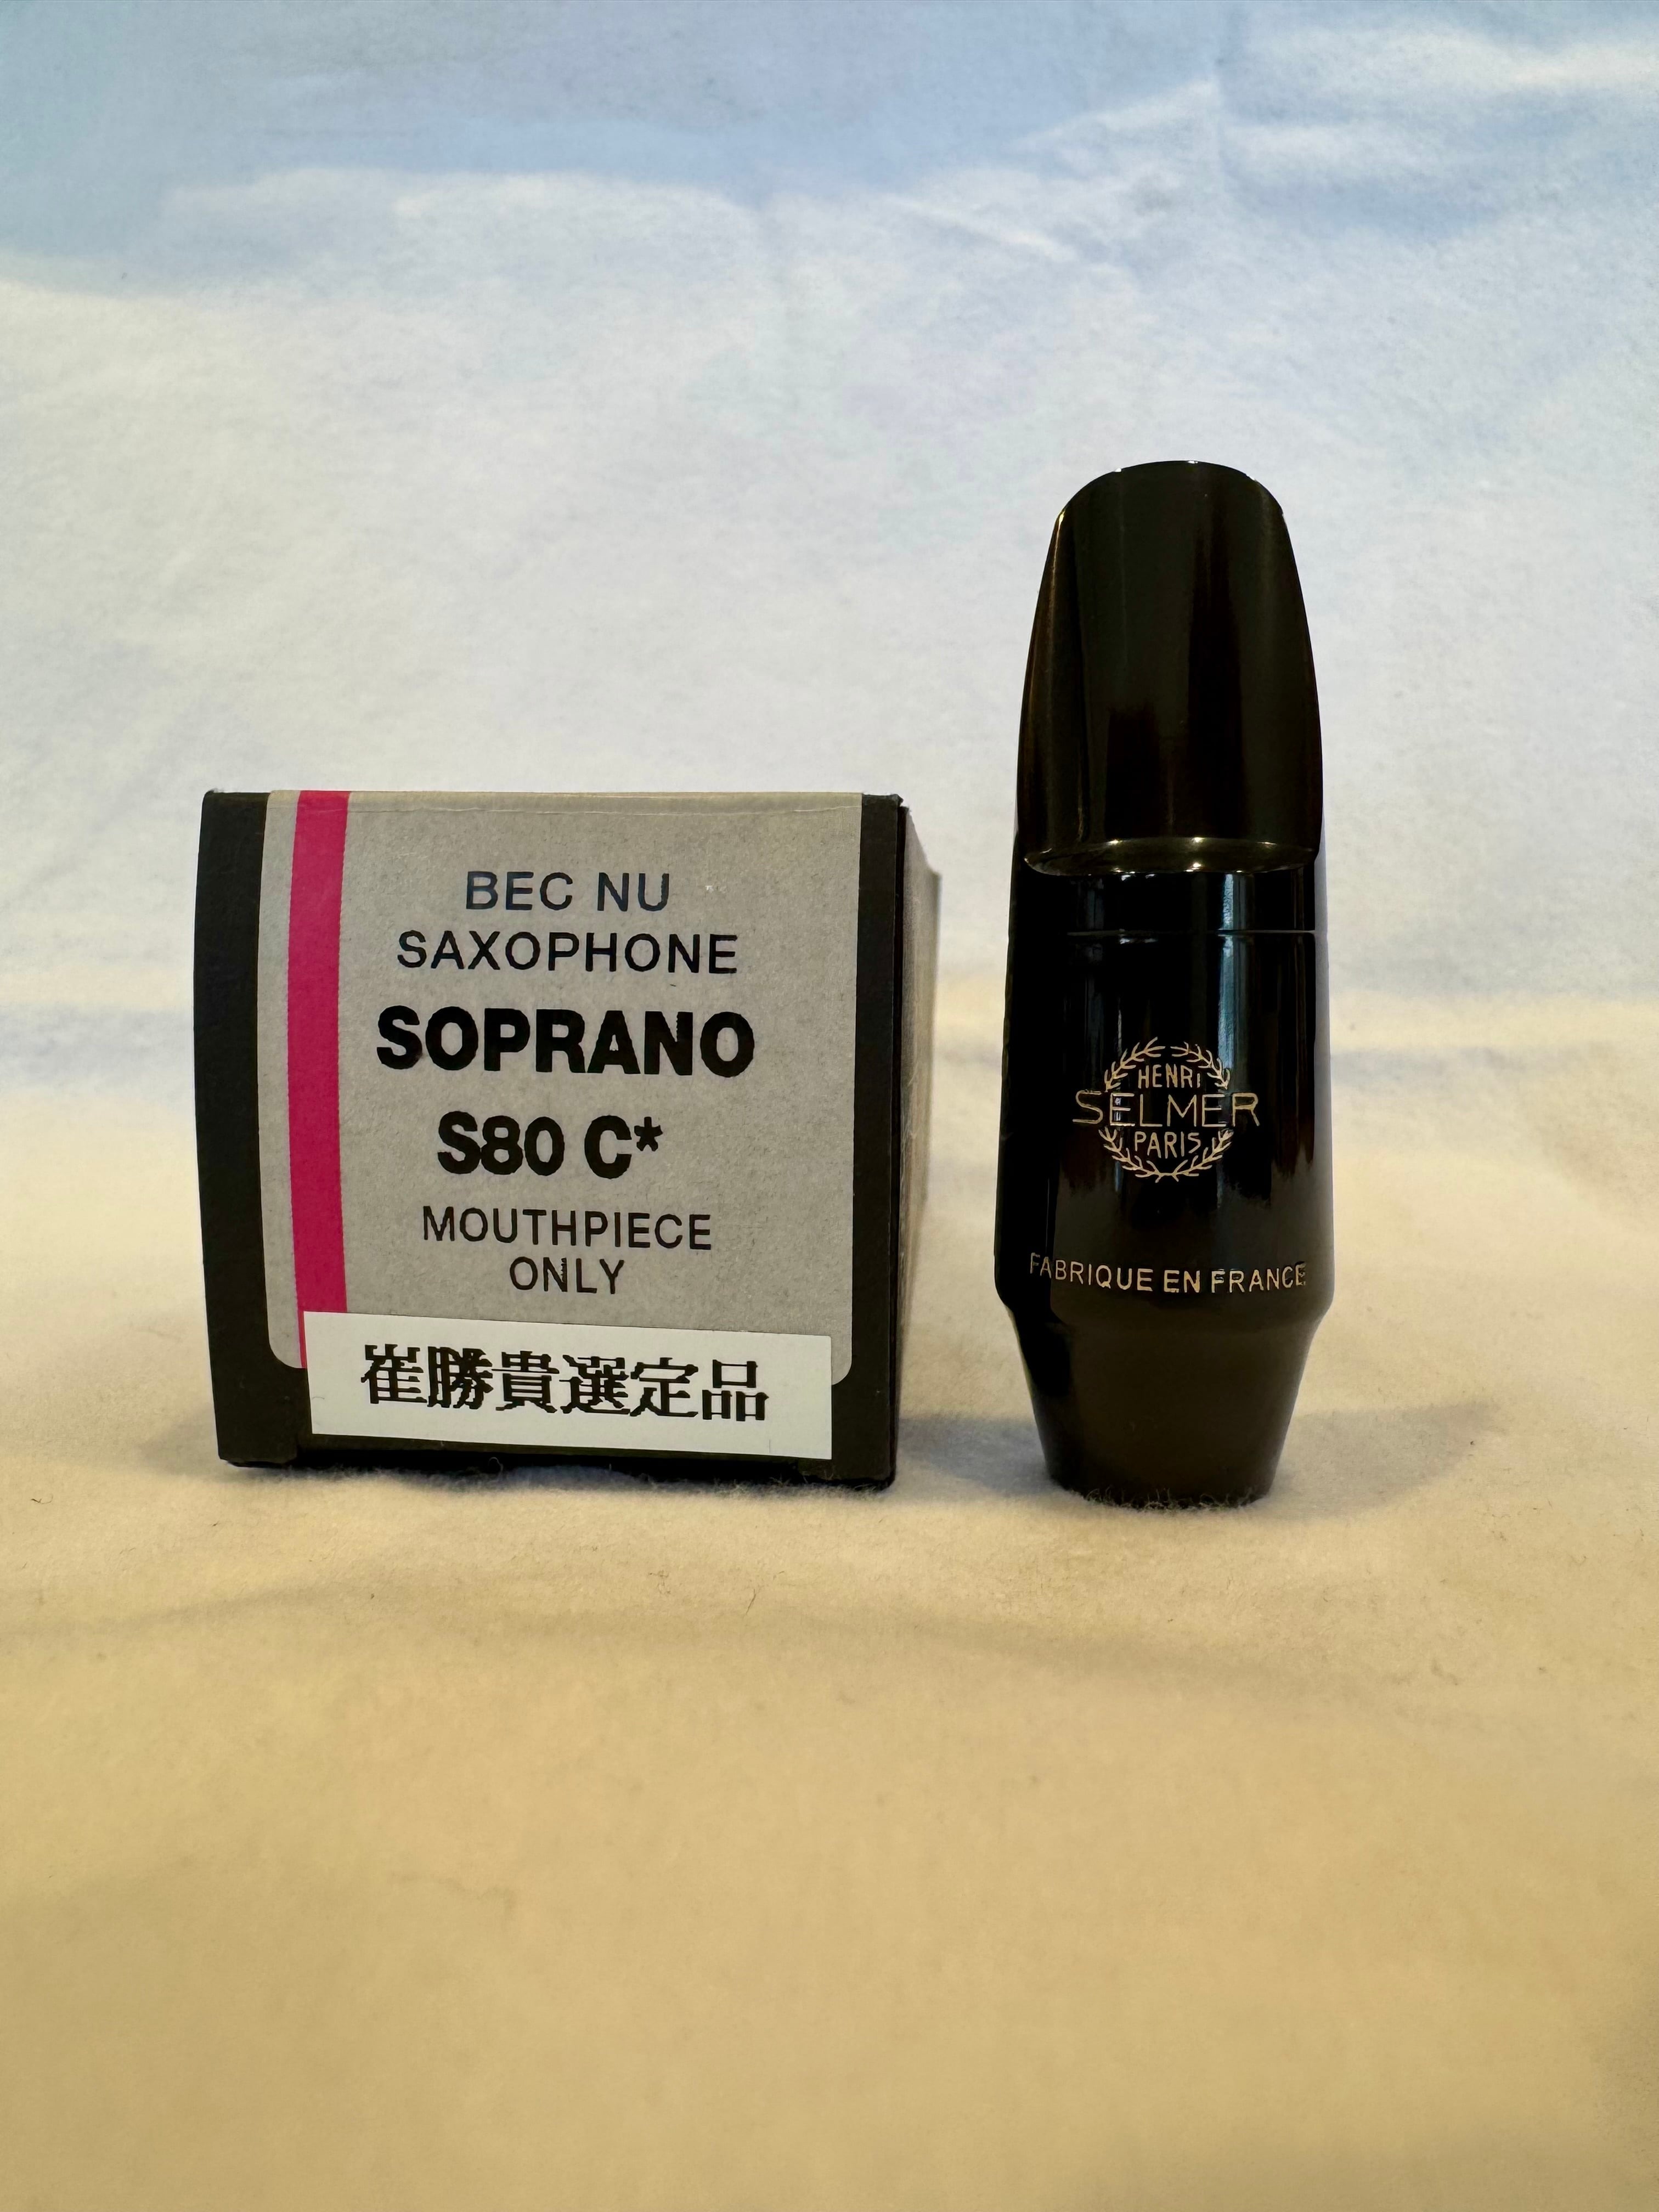 BEC NU
SAXOPHONE
SOPRANO
S80 C*
MOUTHPIECE
ONLY
崔勝貴選定品
HENRI
SELMER
PARIS
FABRIQUE EN FRANCE